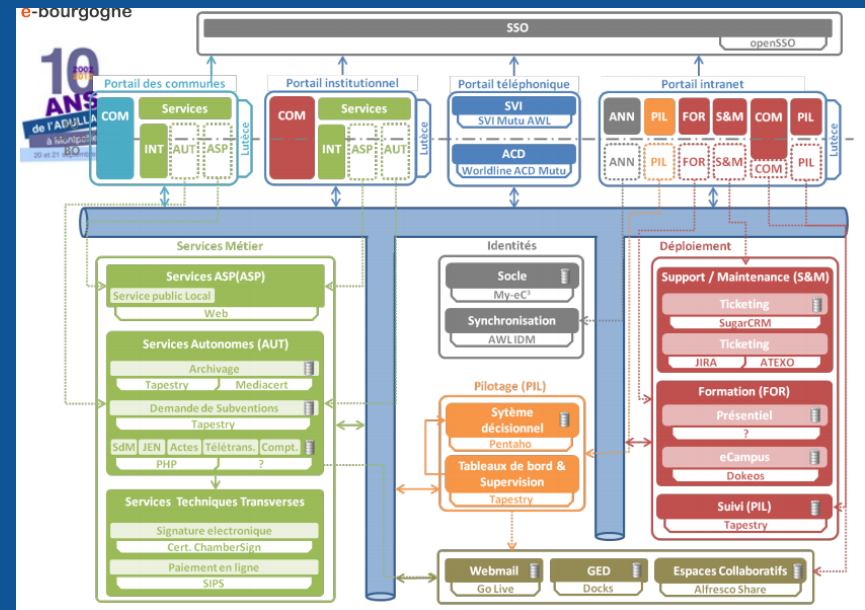 e-bourgogne
SSO
openSSO
10
ANS
de l'ADULLA
à Montpellier
20 et 21
BO
Portail des communes
COM
Services
INT
AUT
ASP
Lutèce
Portail institutionnel
COM
Services
INT
ASP
AUT
Lutèce
Portail téléphonique
SVI
SVI Mutu AWL
ACD
Worldline ACD Mutu
Portail intranet
ANN
PIL
FOR
S&M
COM
PIL
ANN
PIL
FOR
S&M
COM
PIL
Lutèce
Services Métier
Services ASP(ASP)
Service public Local
Web
Services Autonomes (AUT)
Archivage
Tapestry
Mediacert
Demande de Subventions
Tapestry
SdM
JEN
Actes
Télétrans.
Compt.
PHP
?
Services Techniques Transverses
Signature electronique
Cert. ChamberSign
Paiement en ligne
SIPS
Identités
Socle
My-eC³
Synchronisation
AWL IDM
Pilotage (PIL)
Sytème
décisionnel
Pentaho
Tableaux de bord &
Supervision
Tapestry
Déploiement
Support / Maintenance (S&M)
Ticketing
SugarCRM
Ticketing
JIRA
ATEXO
Formation (FOR)
Présentiel
?
eCampus
Dokeos
Suivi (PIL)
Tapestry
Webmail
Go Live
GED
Docks
Espaces Collaboratifs
Alfresco Share